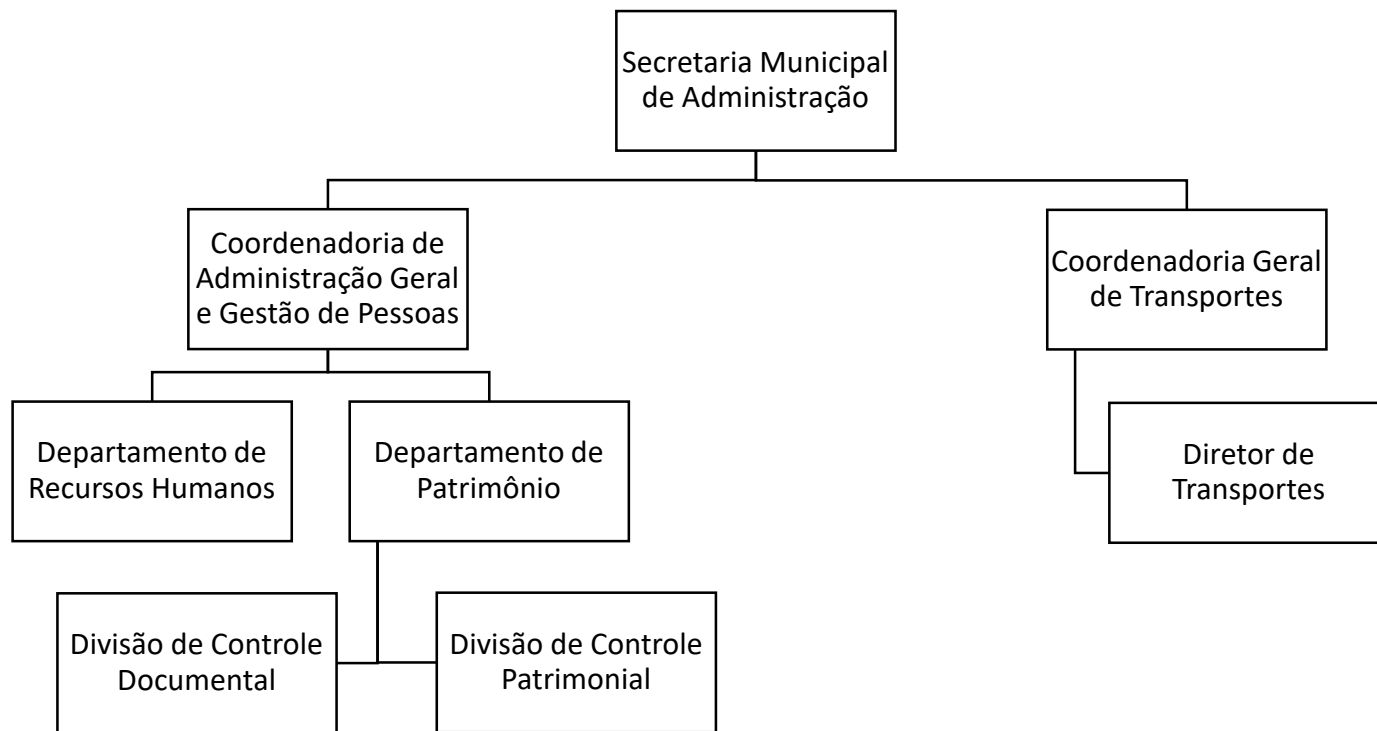 Secretaria Municipal
de Administração
Coordenadoria de
Administração Geral
e Gestão de Pessoas
Coordenadoria Geral
de Transportes
Departamento de
Recursos Humanos
Departamento de
Patrimônio
Diretor de
Transportes
Divisão de Controle
Documental
Divisão de Controle
Patrimonial